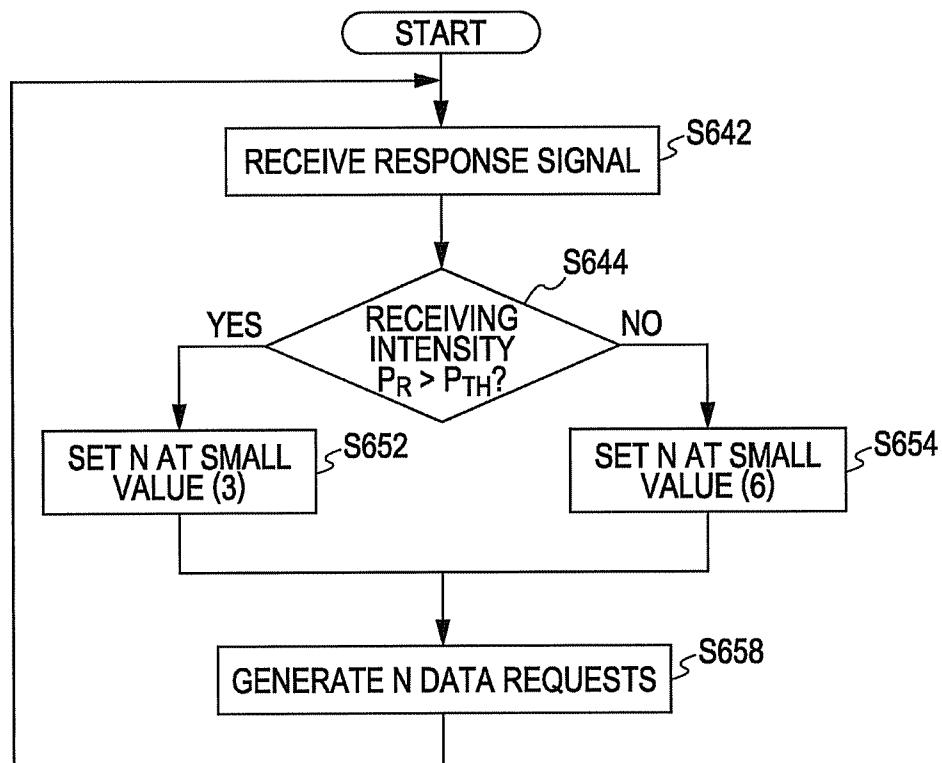 START
RECEIVE RESPONSE SIGNAL
S642
S644
YES
RECEIVING
INTENSITY
PR > PTH?
NO
SET N AT SMALL
VALUE (3)
S652
SET N AT SMALL
VALUE (6)
S654
GENERATE N DATA REQUESTS
S658